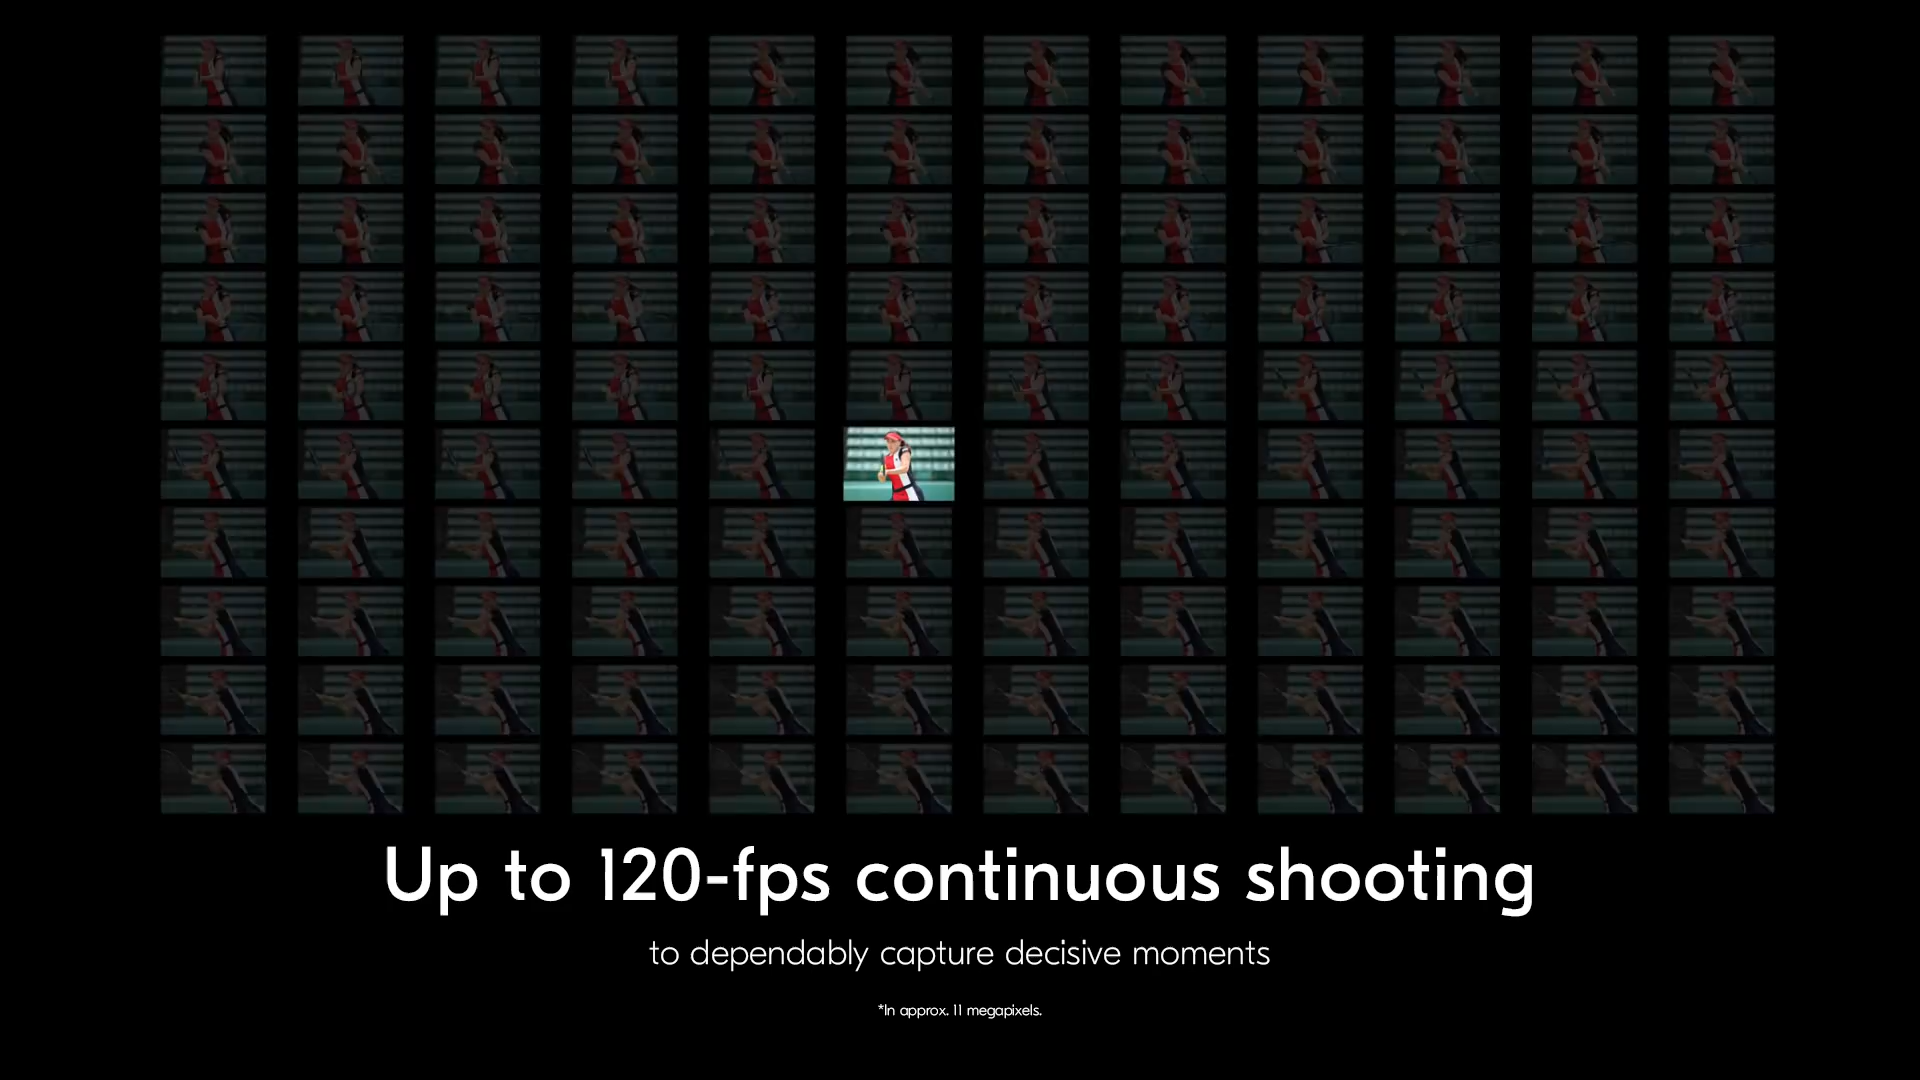 Up to 120-fps continuous shooting
to dependably capture decisive moments
*In approx. 11 megapixels.